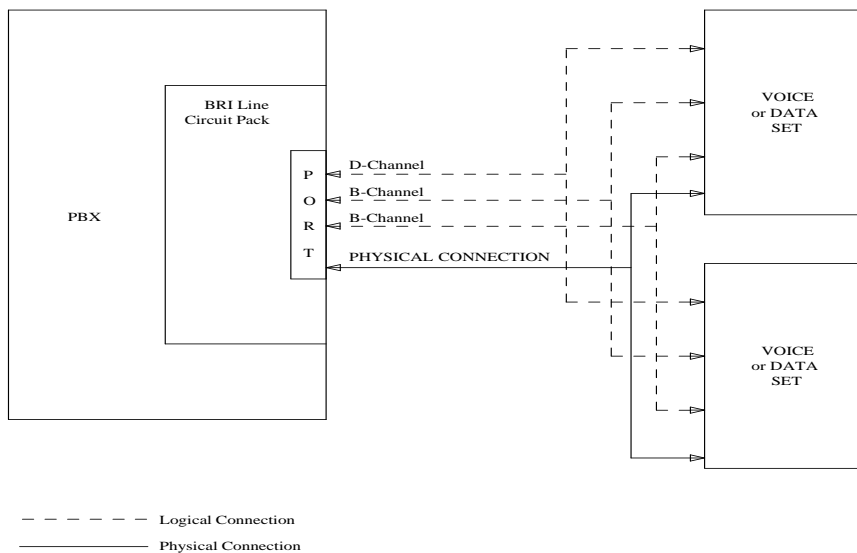 BRI Line
Circuit Pack
PBX
P
O
R
T
D-Channel
B-Channel
B-Channel
PHYSICAL CONNECTION
VOICE
or DATA
SET
VOICE
or DATA
SET
Logical Connection
Physical Connection